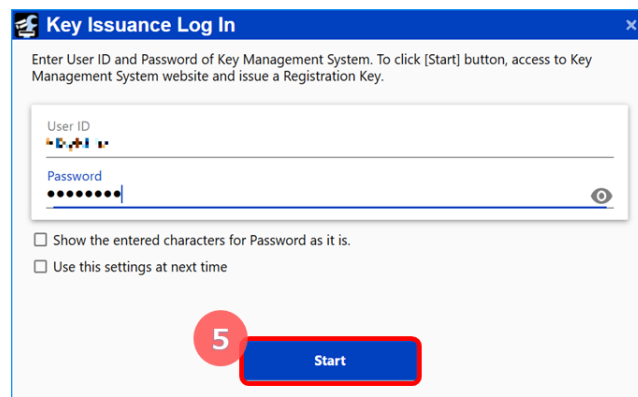 Key Issuance Log In
Enter User ID and Password of Key Management System. To click [Start] button, access to Key
Management System website and issue a Registration Key.
User ID
Password
••••••••
Show the entered characters for Password as it is.
Use this settings at next time
5
Start